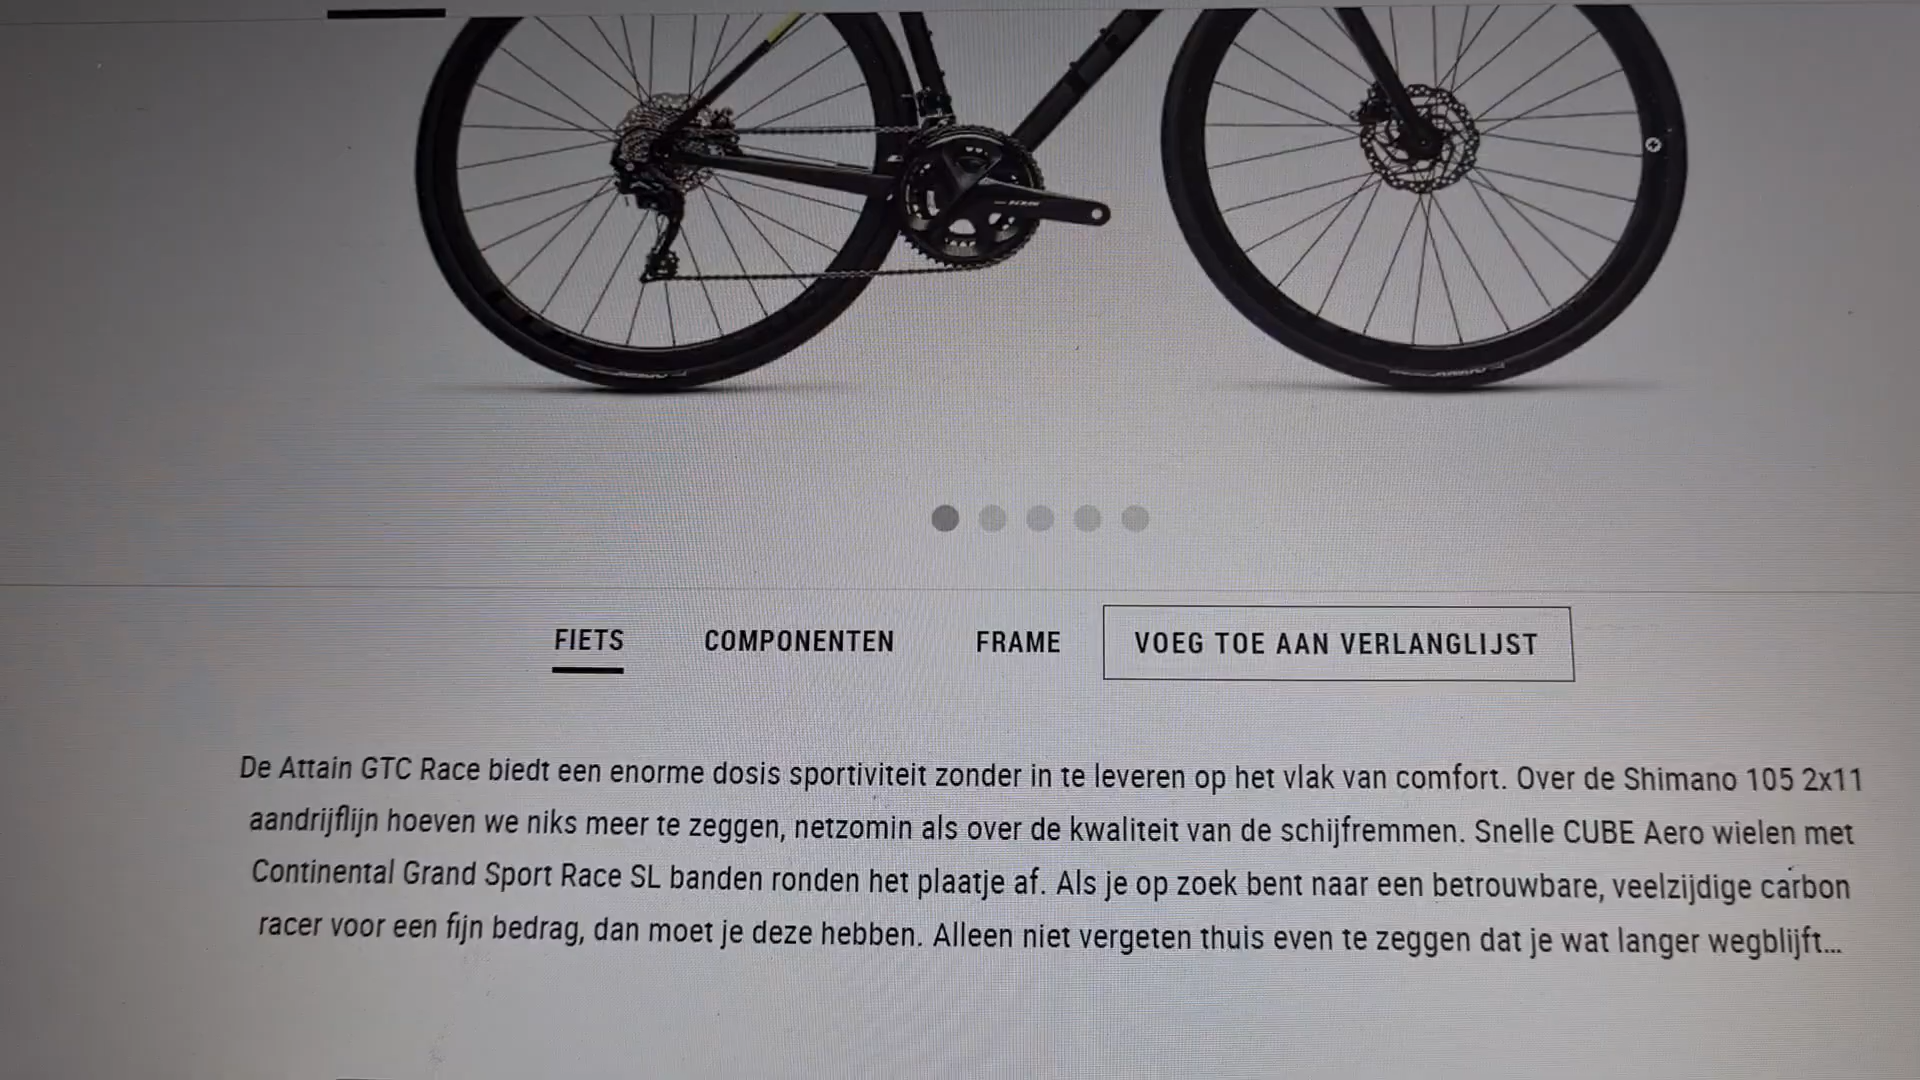 FIETS COMPONENTEN FRAME VOEG TOE AAN VERLANGLIJST
De Attain GTC Race biedt een enorme dosis sportiviteit zonder in te leveren op het vlak van comfort. Over de Shimano 105 2x11
aandrijflijn hoeven we niks meer te zeggen, netzomin als over de kwaliteit van de schijfremmen. Snelle CUBE Aero wielen met
Continental Grand Sport Race SL banden ronden het plaatje af. Als je op zoek bent naar een betrouwbare, veelzijdige carbon
racer voor een fijn bedrag, dan moet je deze hebben. Alleen niet vergeten thuis even te zeggen dat je wat langer wegblijft...